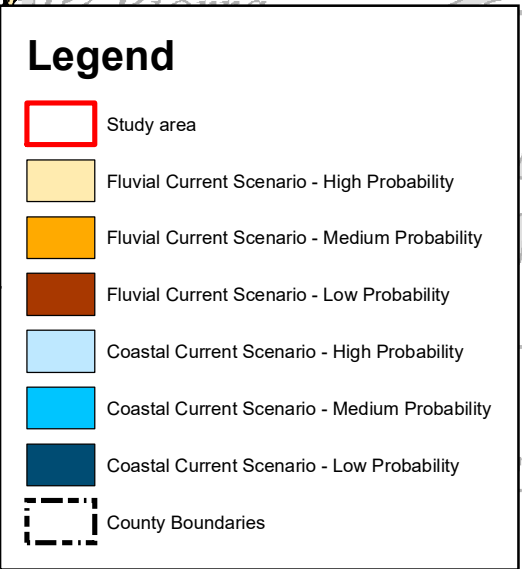 Legend
Study area
Fluvial Current Scenario - High Probability
Fluvial Current Scenario - Medium Probability
Fluvial Current Scenario - Low Probability
Coastal Current Scenario - High Probability
Coastal Current Scenario - Medium Probability
Coastal Current Scenario - Low Probability
County Boundaries